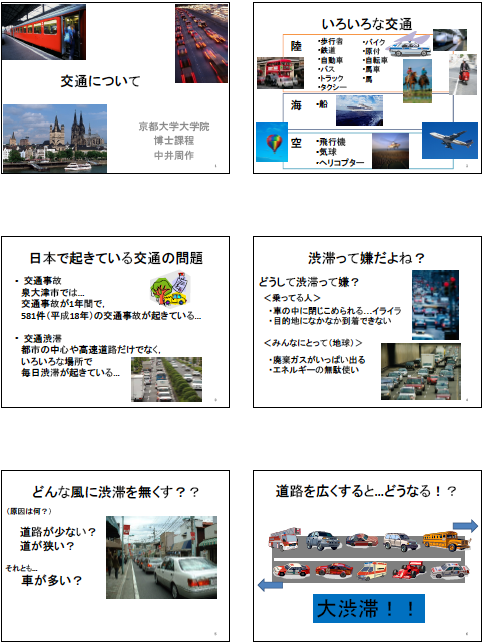 交通について
京都大学大学院
博士課程
中井周作
1
いろいろな交通
陸
・歩行者
・鉄道
・自動車
・バス
・トラック
・タクシー
・バイク
・原付
・自転車
・馬車
・馬
海
・船
空
・飛行機
・気球
・ヘリコプター
2
日本で起きている交通の問題
・ 交通事故
泉大津市では…
交通事故が1年間で,
581件(平成18年)の交通事故が起きている…
・ 交通渋滞
都市の中心や高速道路だけでなく,
いろいろな場所で
毎日渋滞が起きている…
3
渋滞って嫌だよね？
どうして渋滞って嫌？
＜乗ってる人＞
・車の中に閉じこめられる…イライラ
・目的地になかなか到着できない
＜みんなにとって(地球)＞
・廃棄ガスがいっぱい出る
・エネルギーの無駄使い
4
どんな風に渋滞を無くす？？
(原因は何？)
道路が少ない？
道が狭い？
それとも…
車が多い？
5
道路を広くすると…どうなる！？
大渋滞！！
6